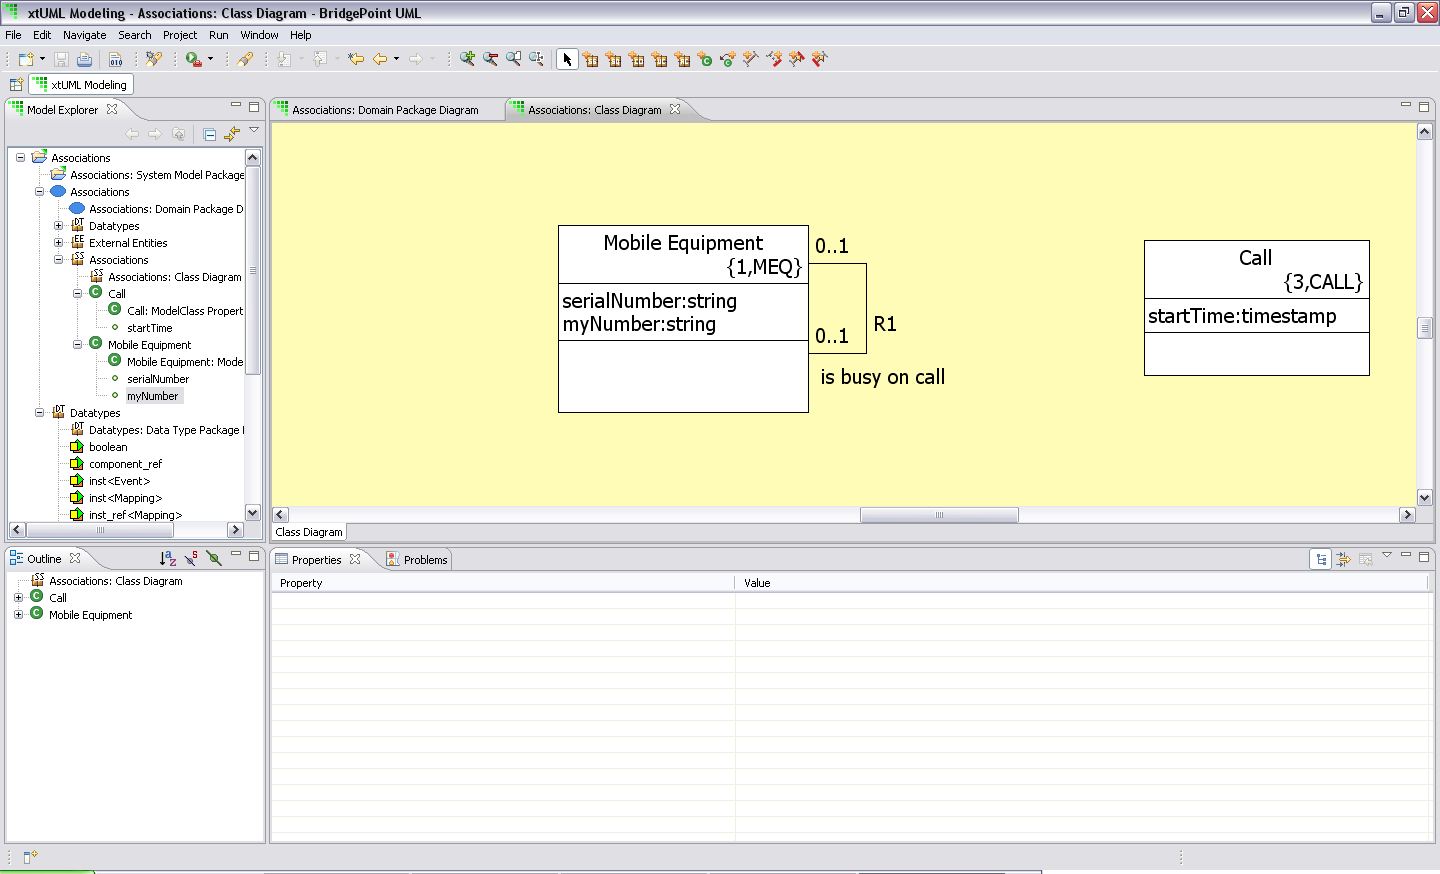 xtUML Modeling - Associations: Class Diagram - BridgePoint UML
File Edit Navigate Search Project Run Window Help
xtUML Modeling
Model Explorer
Associations
Associations: System Model Package
Associations
Associations: Domain Package D
Datatypes
External Entities
Associations
Associations: Class Diagram
Call
Call: ModelClass Propert
startTime
Mobile Equipment
Mobile Equipment: Mode
serialNumber
myNumber
Datatypes
Datatypes: Data Type Package
boolean
component_ref
inst<Event>
inst<Mapping>
inst_ref<Mapping>
Associations: Domain Package Diagram
Associations: Class Diagram
Mobile Equipment
{1,MEQ}
serialNumber:string
myNumber:string
0..1
R1
0..1
is busy on call
Call
{3,CALL}
startTime:timestamp
Class Diagram
Outline
Associations: Class Diagram
Call
Mobile Equipment
Properties
Problems
Property Value